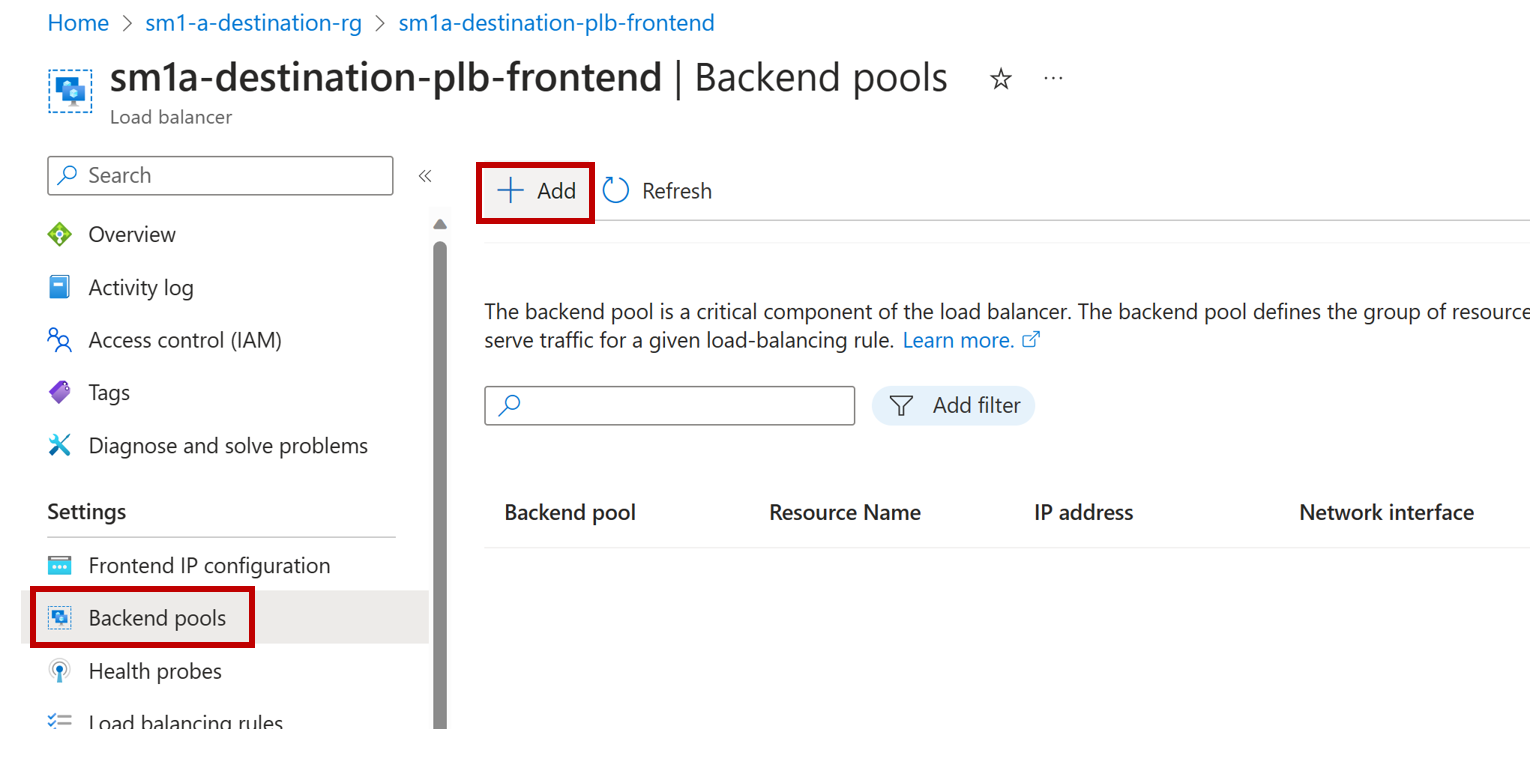 Home > sm1-a-destination-rg > sm1a-destination-plb-frontend
sm1a-destination-plb-frontend | Backend pools
Load balancer
Search
«
Add
Refresh
Overview
Activity log
Access control (IAM)
Tags
Diagnose and solve problems
Settings
Frontend IP configuration
Backend pools
Health probes
Load balancing rules
The backend pool is a critical component of the load balancer. The backend pool defines the group of resource
serve traffic for a given load-balancing rule. Learn more.
Add filter
Backend pool Resource Name IP address Network interface